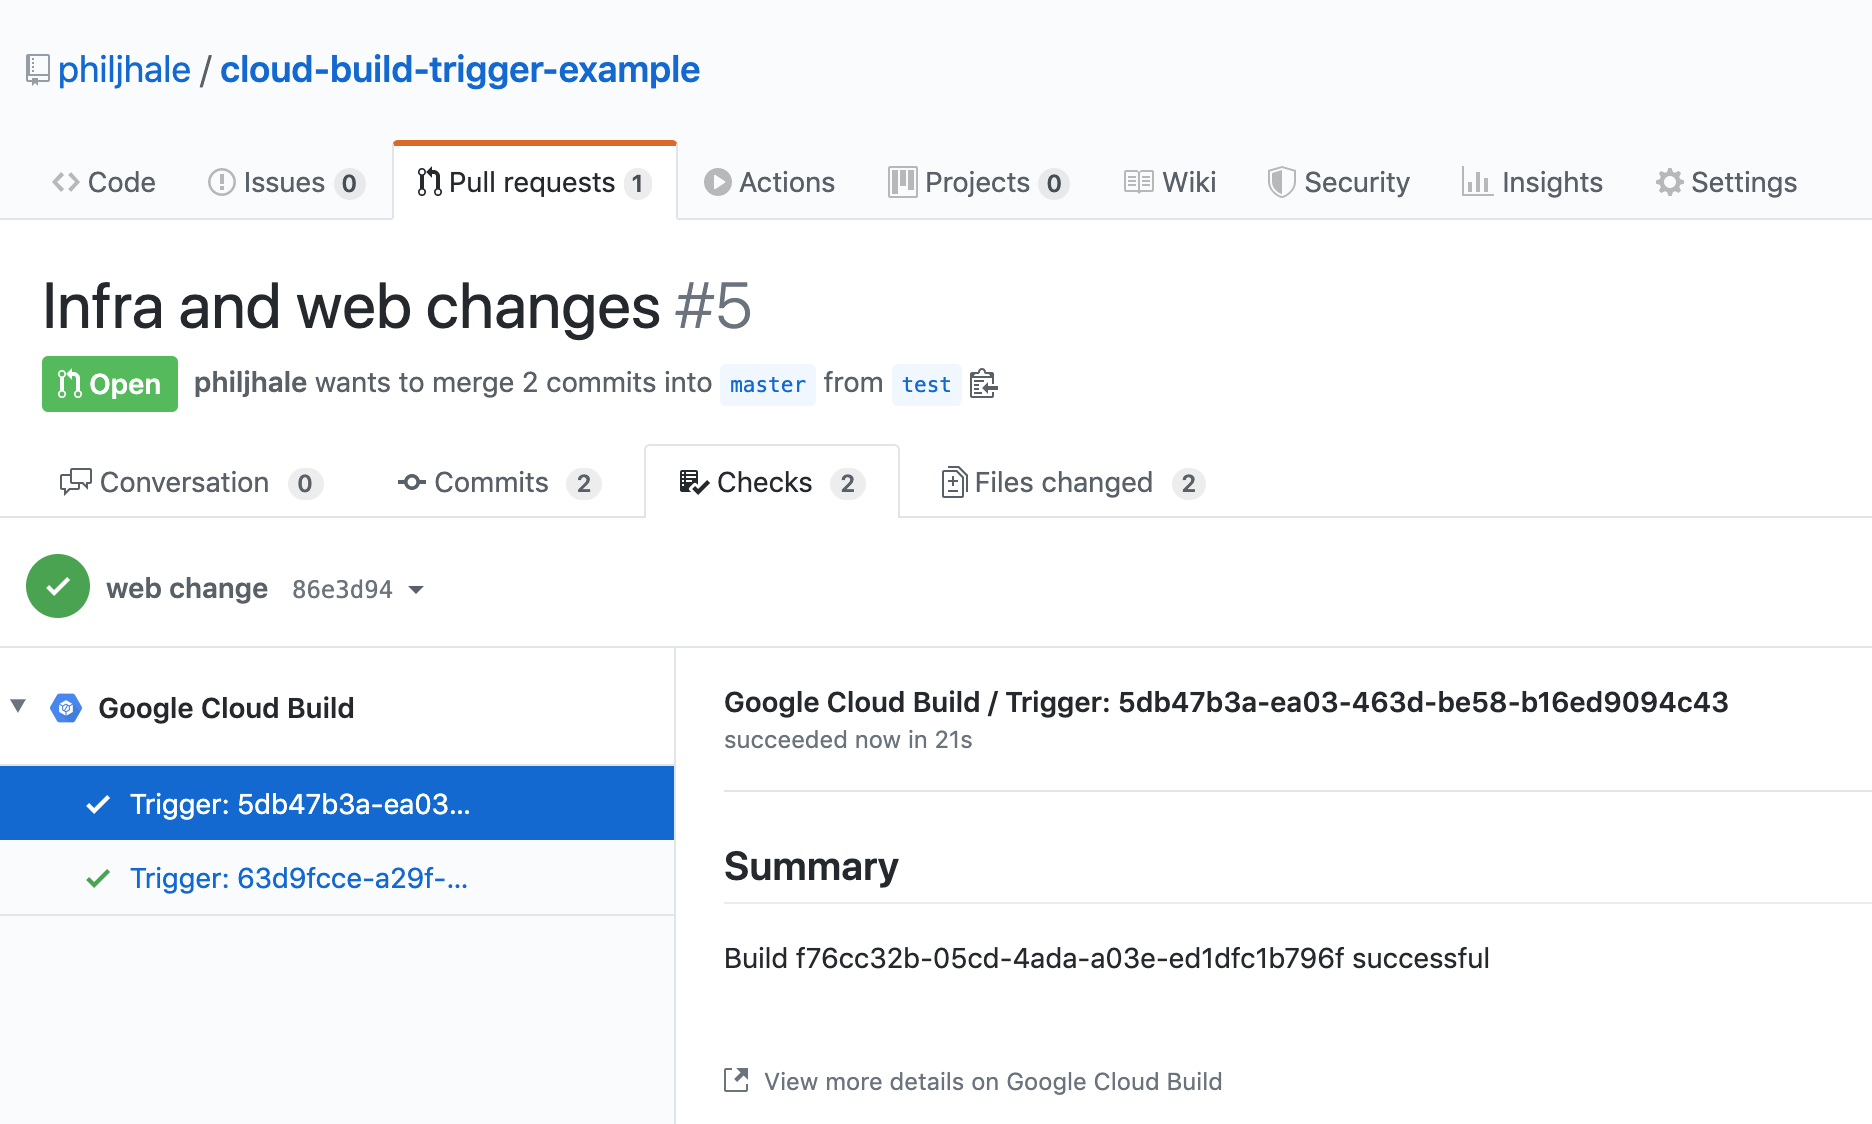 philjhale / cloud-build-trigger-example
Code Issues 0 Pull requests 1 Actions Projects 0 Wiki Security Insights Settings
Infra and web changes #5
Open philjhale wants to merge 2 commits into master from test
Conversation 0 Commits 2 Checks 2 Files changed 2
web change 86e3d94
Google Cloud Build
Trigger: 5db47b3a-ea03...
Trigger: 63d9fcce-a29f-...
Google Cloud Build / Trigger: 5db47b3a-ea03-463d-be58-b16ed9094c43
succeeded now in 21s
Summary
Build f76cc32b-05cd-4ada-a03e-ed1dfc1b796f successful
View more details on Google Cloud Build